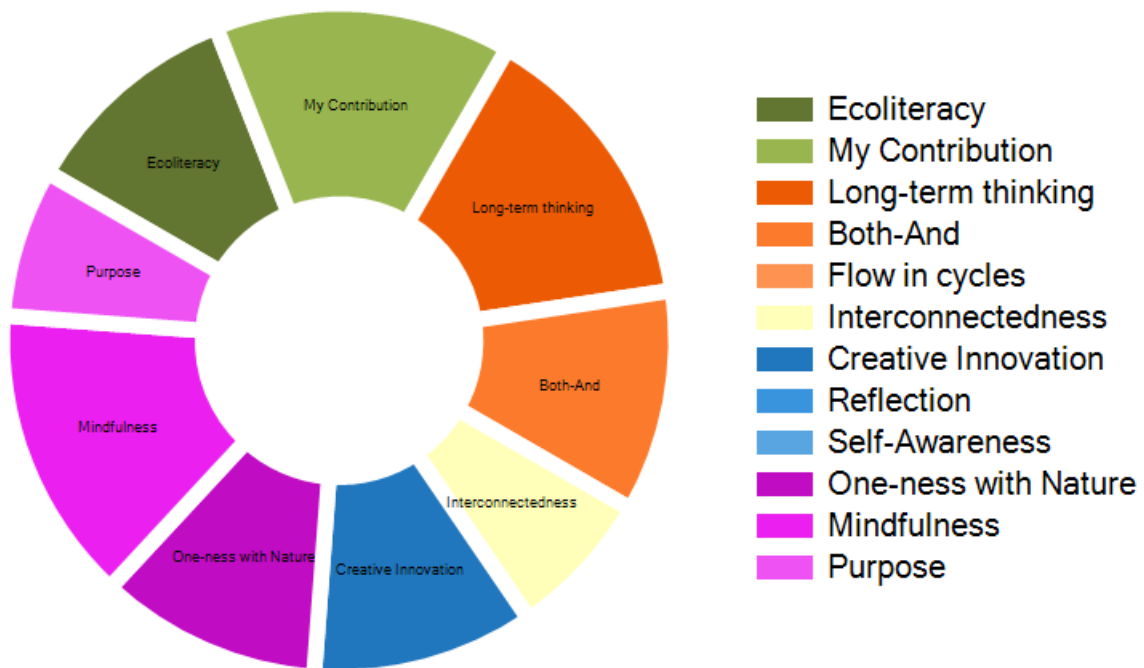 My Contribution
Ecoliteracy
Long-term thinking
Purpose
Both-And
Mindfulness
Interconnectedness
One-ness with Nature
Creative Innovation
Ecoliteracy
My Contribution
Long-term thinking
Both-And
Flow in cycles
Interconnectedness
Creative Innovation
Reflection
Self-Awareness
One-ness with Nature
Mindfulness
Purpose